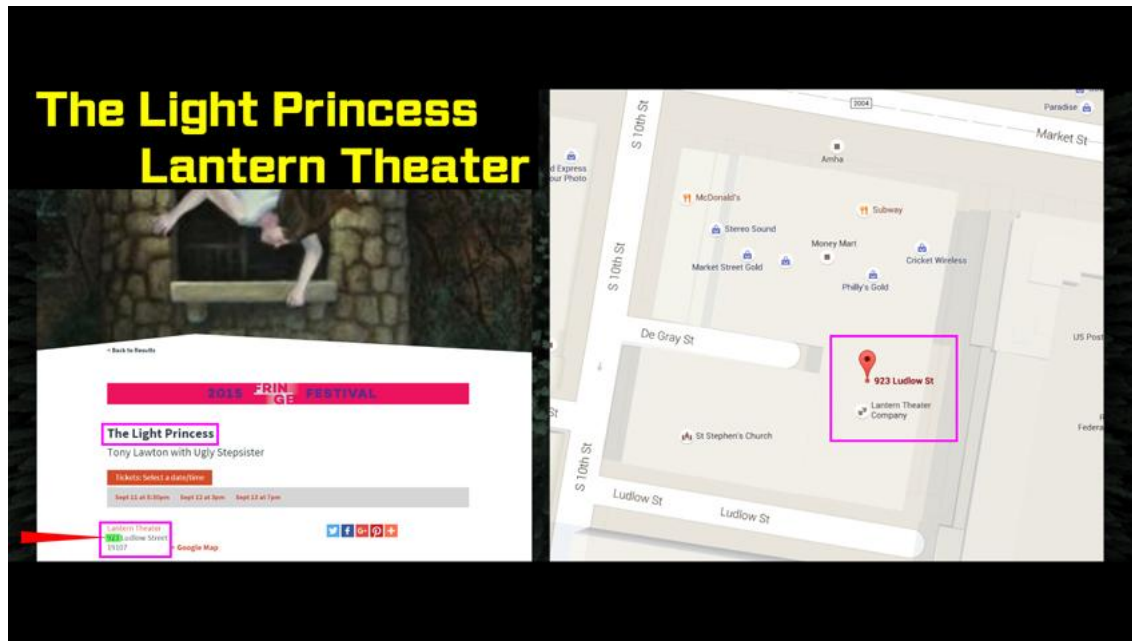 The Light Princess
Lantern Theater
< Back to Results
2015 FRINGE FESTIVAL
The Light Princess
Tony Lawton with Ugly Stepsister
Tickets: Select a date/time
Sept 11 at 5:30pm Sept 12 at 3pm Sept 13 at 7pm
Lantern Theater
923 Ludlow Street
19107
+ Google Map
S 10th St
2004
Paradise
Market St
d Express
our Photo
Amha
McDonald's
Subway
Stereo Sound
Money Mart
Market Street Gold
Cricket Wireless
S 10th St
Philly's Gold
De Gray St
US Post
923 Ludlow St
Lantern Theater
Company
St
Federa
St Stephen's Church
S 10th St
Ludlow St
Ludlow St